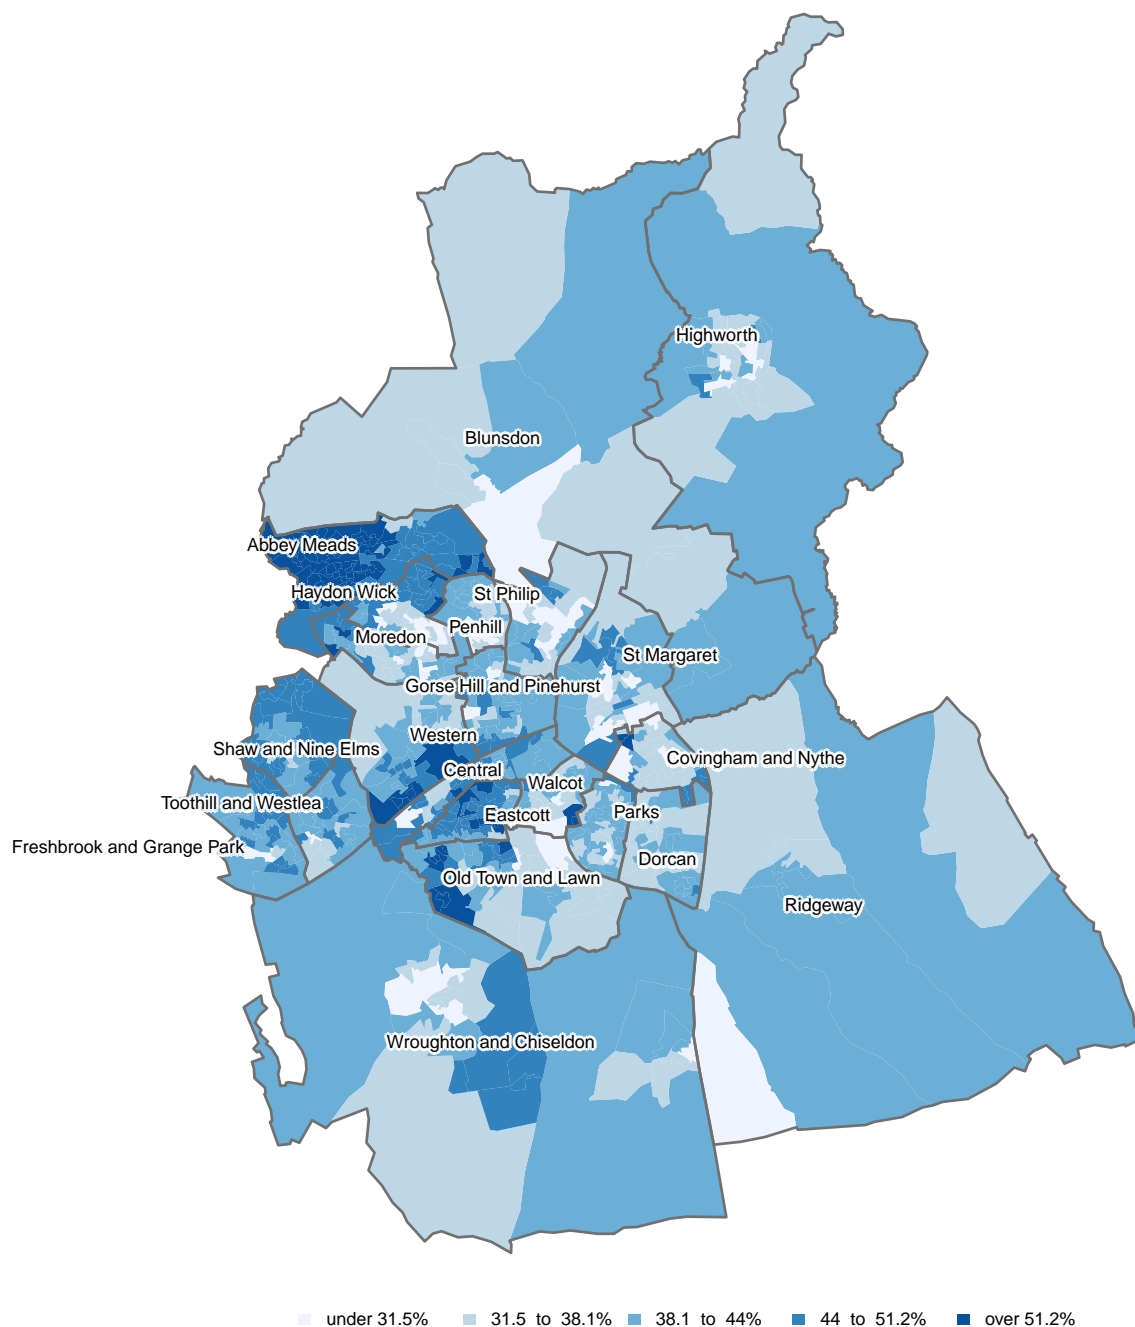 Highworth
Blunsdon
Abbey Meads
Haydon Wick
St Philip
Penhill
Moredon
St Margaret
Gorse Hill and Pinehurst
Western
Shaw and Nine Elms
Covingham and Nythe
Central
Walcot
Toothill and Westlea
Eastcott
Parks
Freshbrook and Grange Park
Dorcan
Old Town and Lawn
Ridgeway
Wroughton and Chiseldon
under 31.5% 31.5 to 38.1% 38.1 to 44% 44 to 51.2% over 51.2%